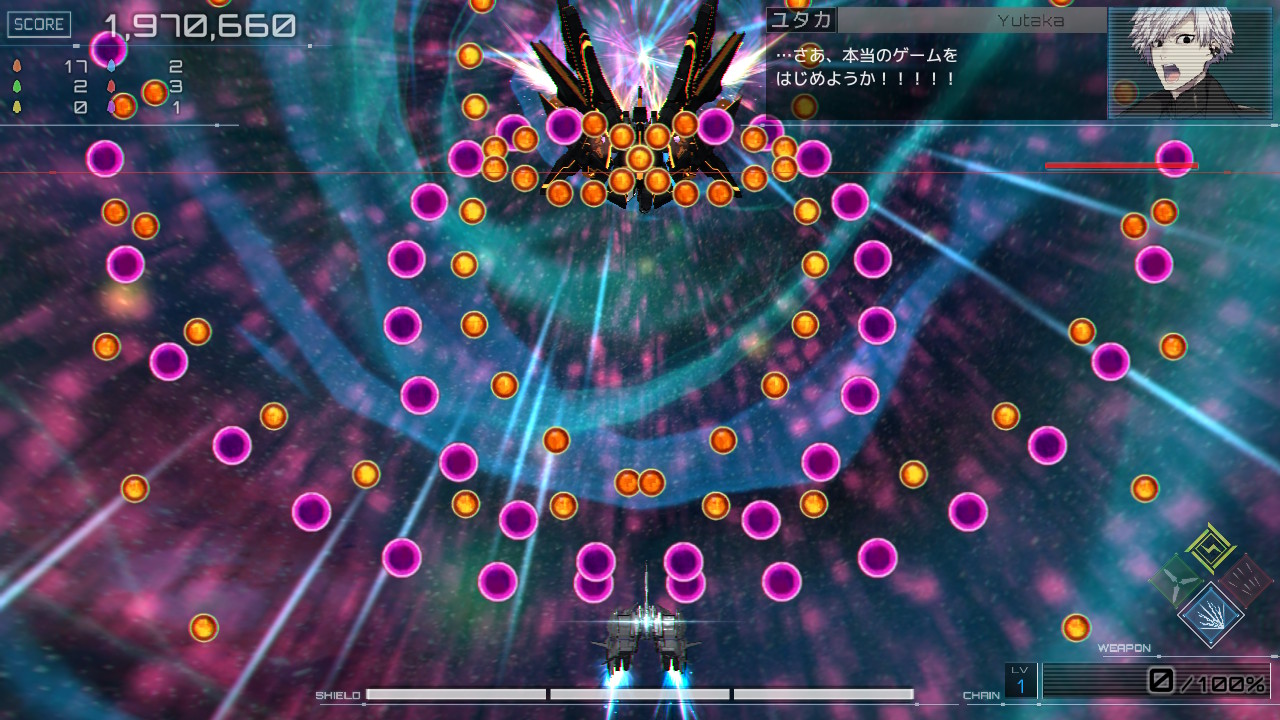 SCORE 1,970,660
ユタカ Yutaka
…さあ、本当のゲームを
はじめようか！！！！！
17 2
2 3
0 1
WEAPON
SHIELD
CHAIN LV 1 0/100%